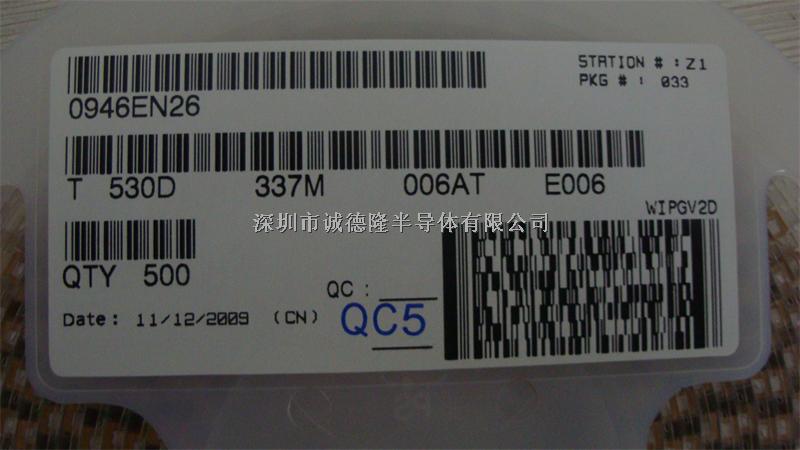 STATION # : Z1
PKG # : 033
0946EN26
T 530D 337M 006AT E006
WIPGV2D
深圳市诚德隆半导体有限公司
QTY 500
QC :
Date: 11/12/2009 (CN)
QC5